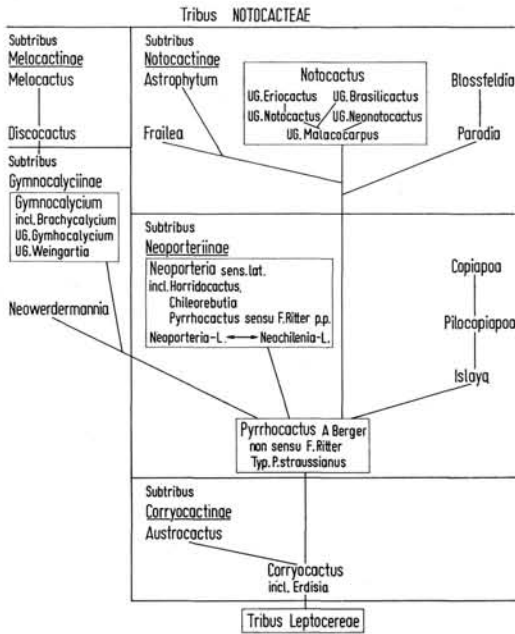 Tribus NOTOCACTEAE
Subtribus
Melocactinae
Melocactus
Discocactus
Subtribus
Gymnocalyciinae
Gymnocalycium
incl. Brachycalycium
UG. Gymhocalycium
UG. Weingartia
Neowerdermannia
Subtribus
Notocactinae
Astrophytum
Frailea
Notocactus
UG. Eriocactus UG. Brasilicactus
UG. Notocactus UG. Neonotocactus
UG. Malacocarpus
Blossfeldia
Parodia
Subtribus
Neoporteriinae
Neoporteria sens. lat.
incl. Horridocactus,
Chileorebutia
Pyrrhocactus sensu F. Ritter p.p.
Neoporteria-L. Neochilenia-L.
Copiapoa
Pilocopiapoa
Islaya
Pyrrhocactus A Berger
non sensu F. Ritter
Typ. P. straussianus
Subtribus
Corryocactinae
Austrocactus
Corryocactus
incl. Erdisia
Tribus Leptocereae